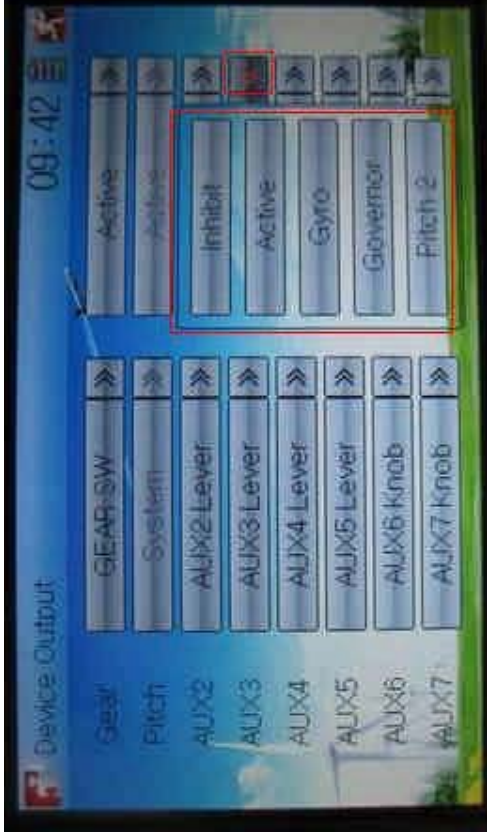 Device Output 09:42
Gear GEAR SW Active
Pitch System Active
AUX2 AUX2 Lever Inhibit
AUX3 AUX3 Lever Active
AUX4 AUX4 Lever Gyro
AUX5 AUX5 Lever Governor
AUX6 AUX6 Knob Pitch 2
AUX7 AUX7 Knob